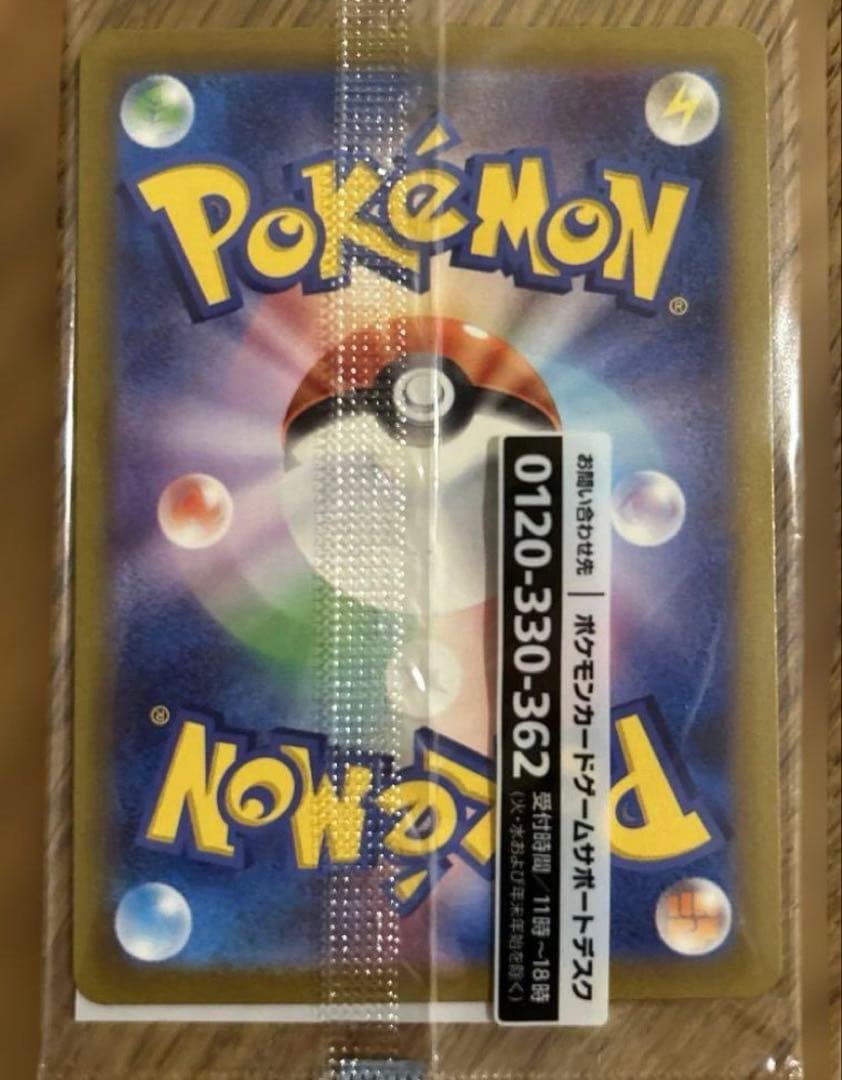 POKéMON
®
お問い合わせ先 | ポケモンカードゲームサポートデスク
0120-330-362 受付時間/11時~18時
(火・水および年末年始を除く)
POKéMON
®